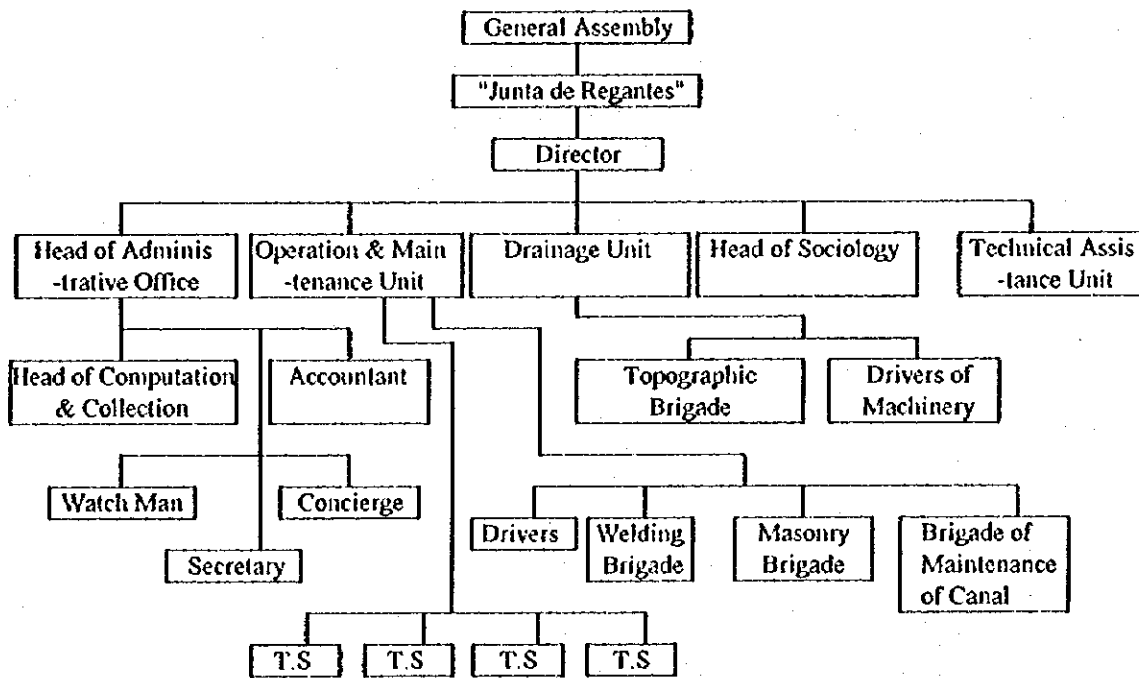 General Assembly
"Junta de Regantes"
Director
Head of Adminis
-trative Office
Operation & Main
-tenance Unit
Drainage Unit
Head of Sociology
Technical Assis
-tance Unit
Head of Computation
& Collection
Accountant
Topographic
Brigade
Drivers of
Machinery
Watch Man
Concierge
Secretary
Drivers
Welding
Brigade
Masonry
Brigade
Brigade of
Maintenance
of Canal
T.S
T.S
T.S
T.S